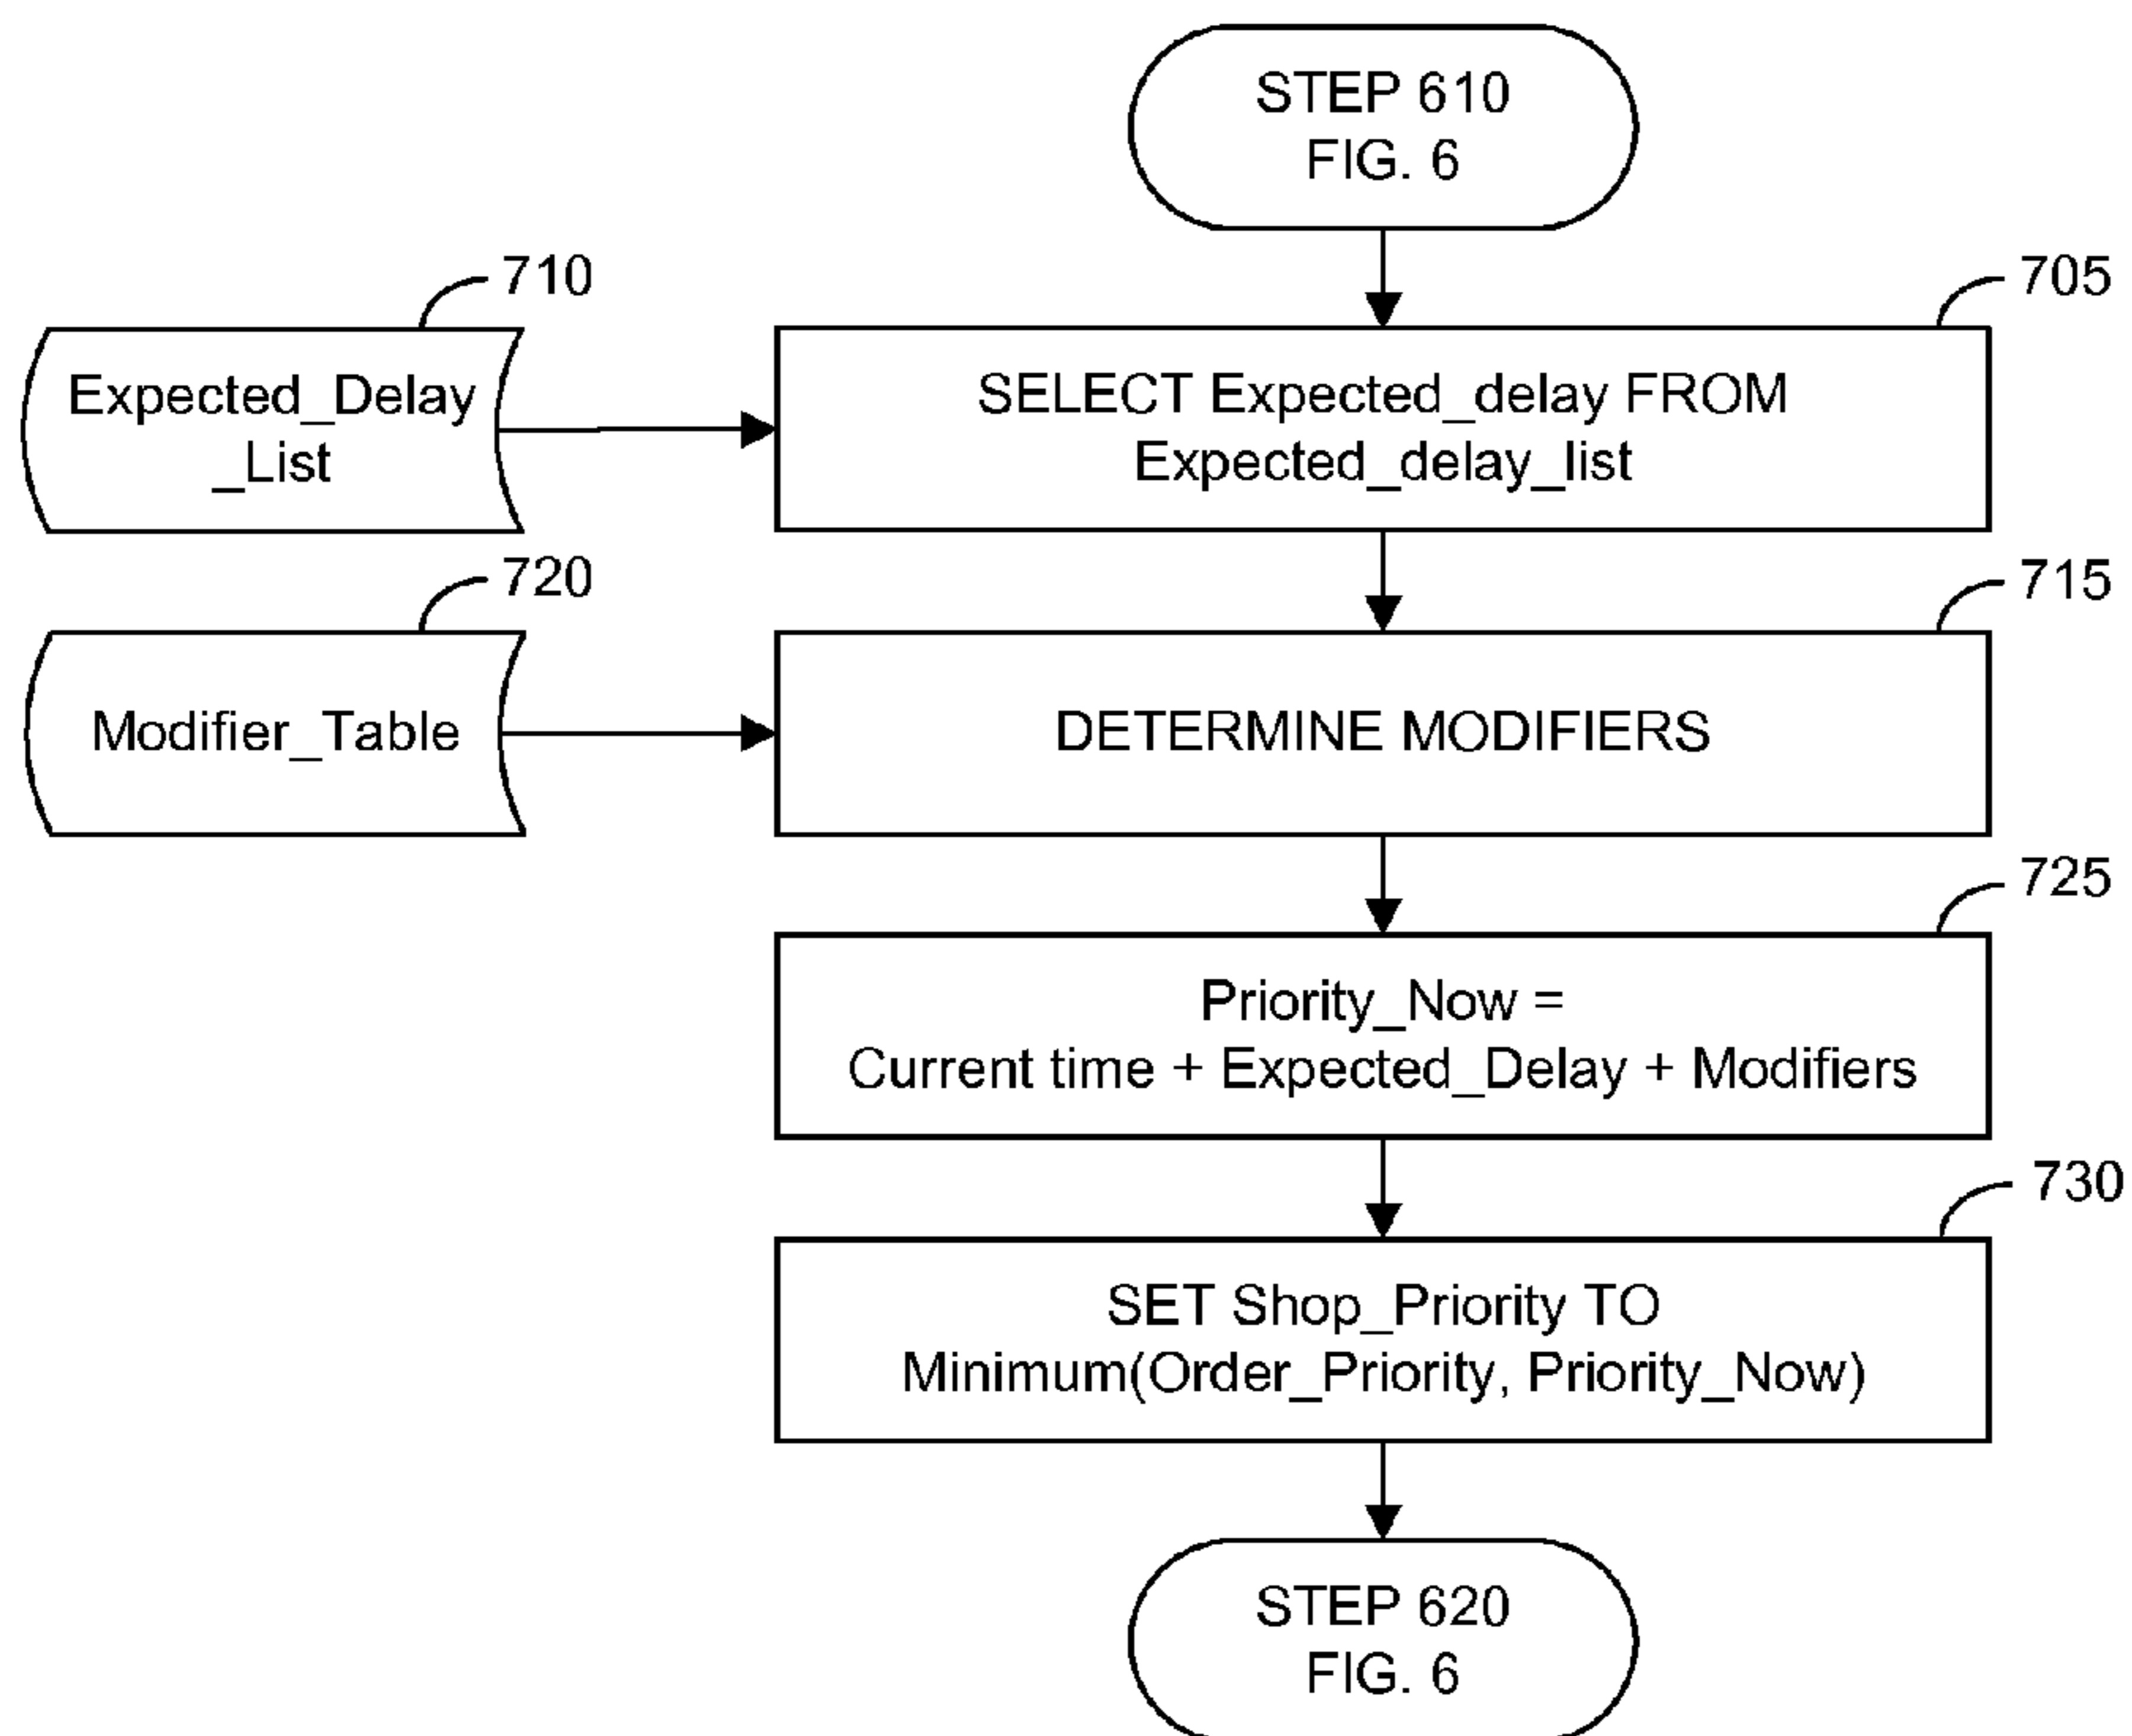 STEP 610
FIG. 6
710
705
Expected_Delay
_List
SELECT Expected_delay FROM
Expected_delay_list
720
715
Modifier_Table
DETERMINE MODIFIERS
725
Priority_Now =
Current time + Expected_Delay + Modifiers
730
SET Shop_Priority TO
Minimum(Order_Priority, Priority_Now)
STEP 620
FIG. 6